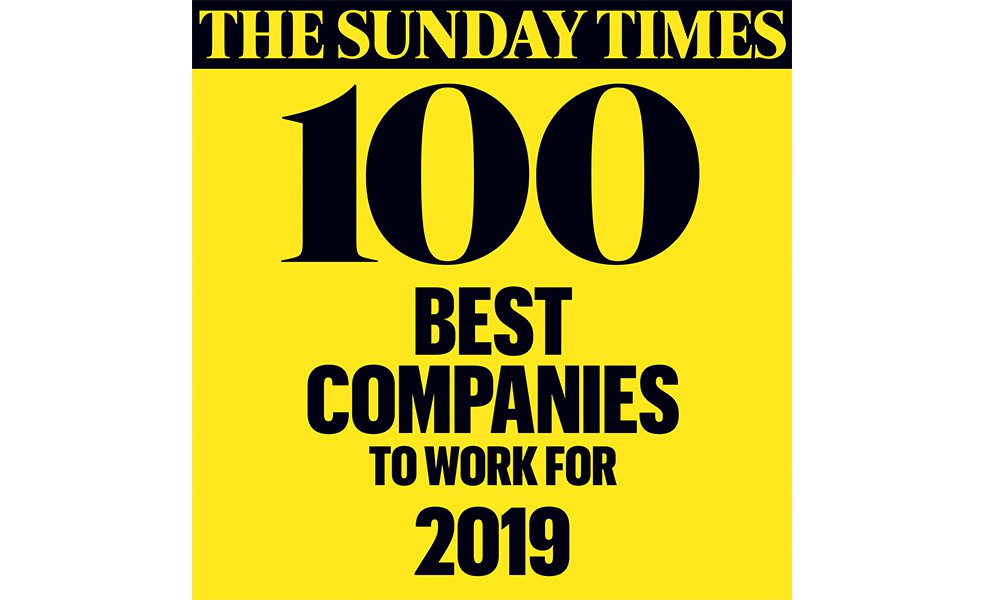 THE SUNDAY TIMES
100
BEST
COMPANIES
TO WORK FOR
2019